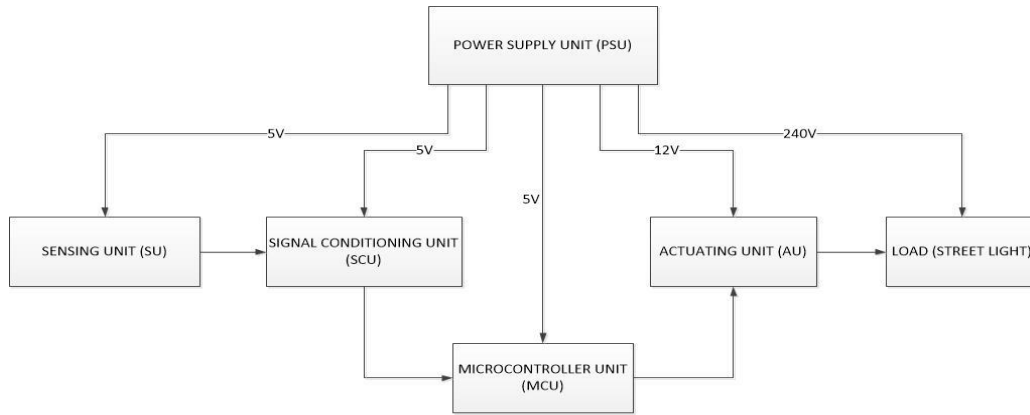 POWER SUPPLY UNIT (PSU)
5V
5V
5V
12V
240V
SENSING UNIT (SU)
SIGNAL CONDITIONING UNIT
(SCU)
ACTUATING UNIT (AU)
LOAD (STREET LIGHT)
MICROCONTROLLER UNIT
(MCU)